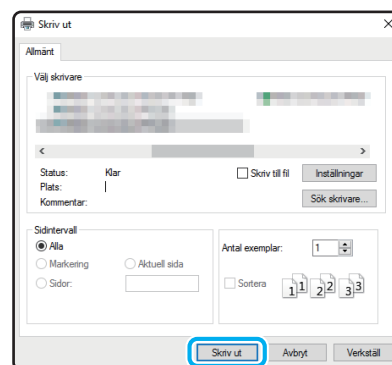 Skriv ut
Allmänt
Välj skrivare
Status: Klar
Skriv till fil
Inställningar
Plats:
Kommentar:
Sök skrivare...
Sidintervall
Alla
Markering
Aktuell sida
Sidor:
Antal exemplar: 1
Sortera
1 1 2 2 3 3
Skriv ut
Avbryt
Verkställ